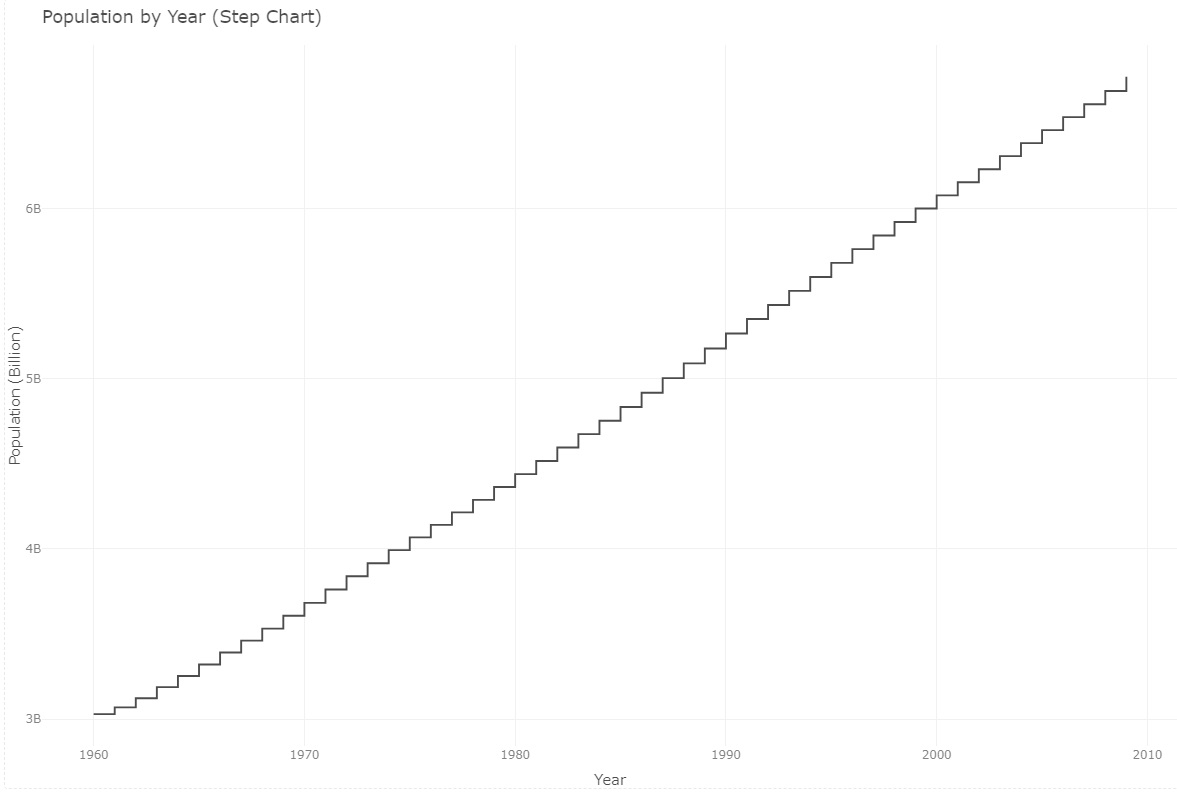 Population by Year (Step Chart)
Population (Billion)
6B
5B
4B
3B
1960
1970
1980
1990
2000
2010
Year